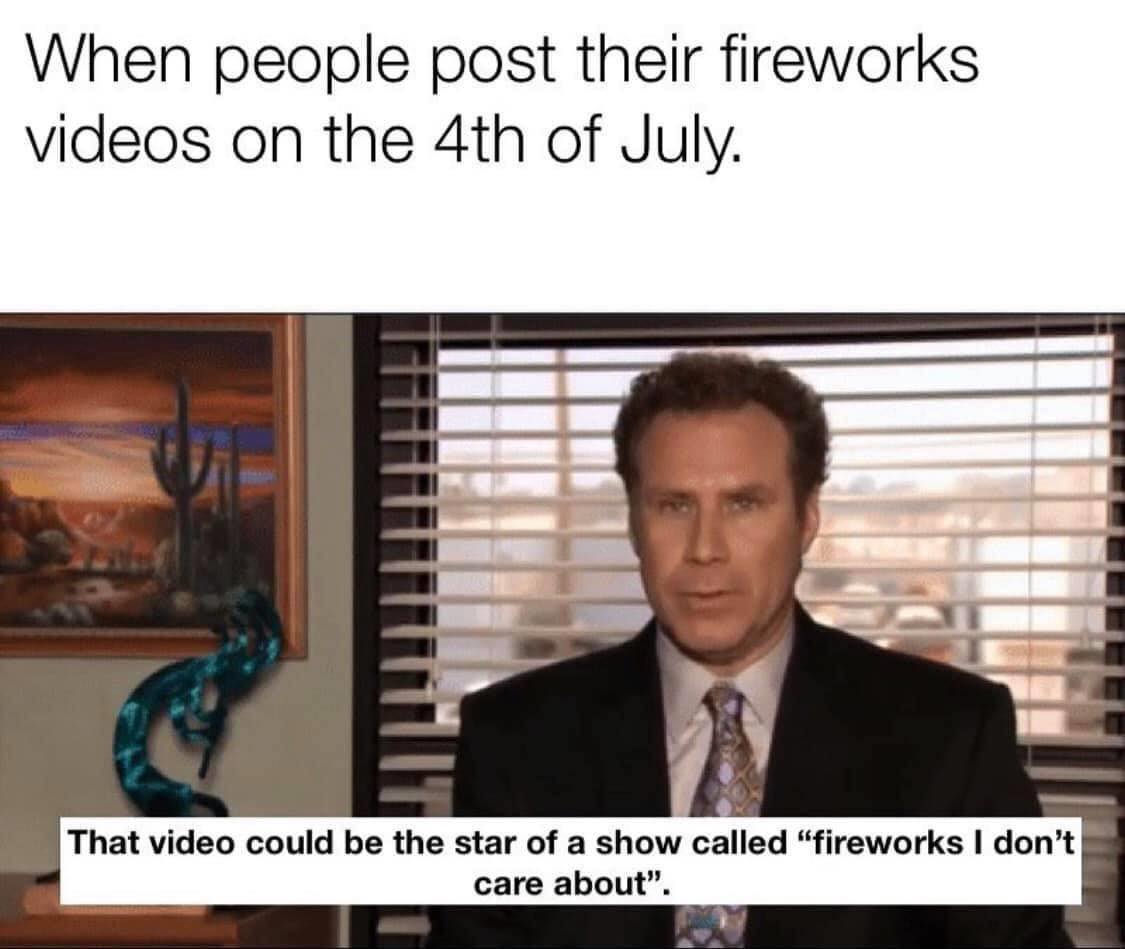 When people post their fireworks
videos on the 4th of July.
That video could be the star of a show called “fireworks I don’t
care about”.